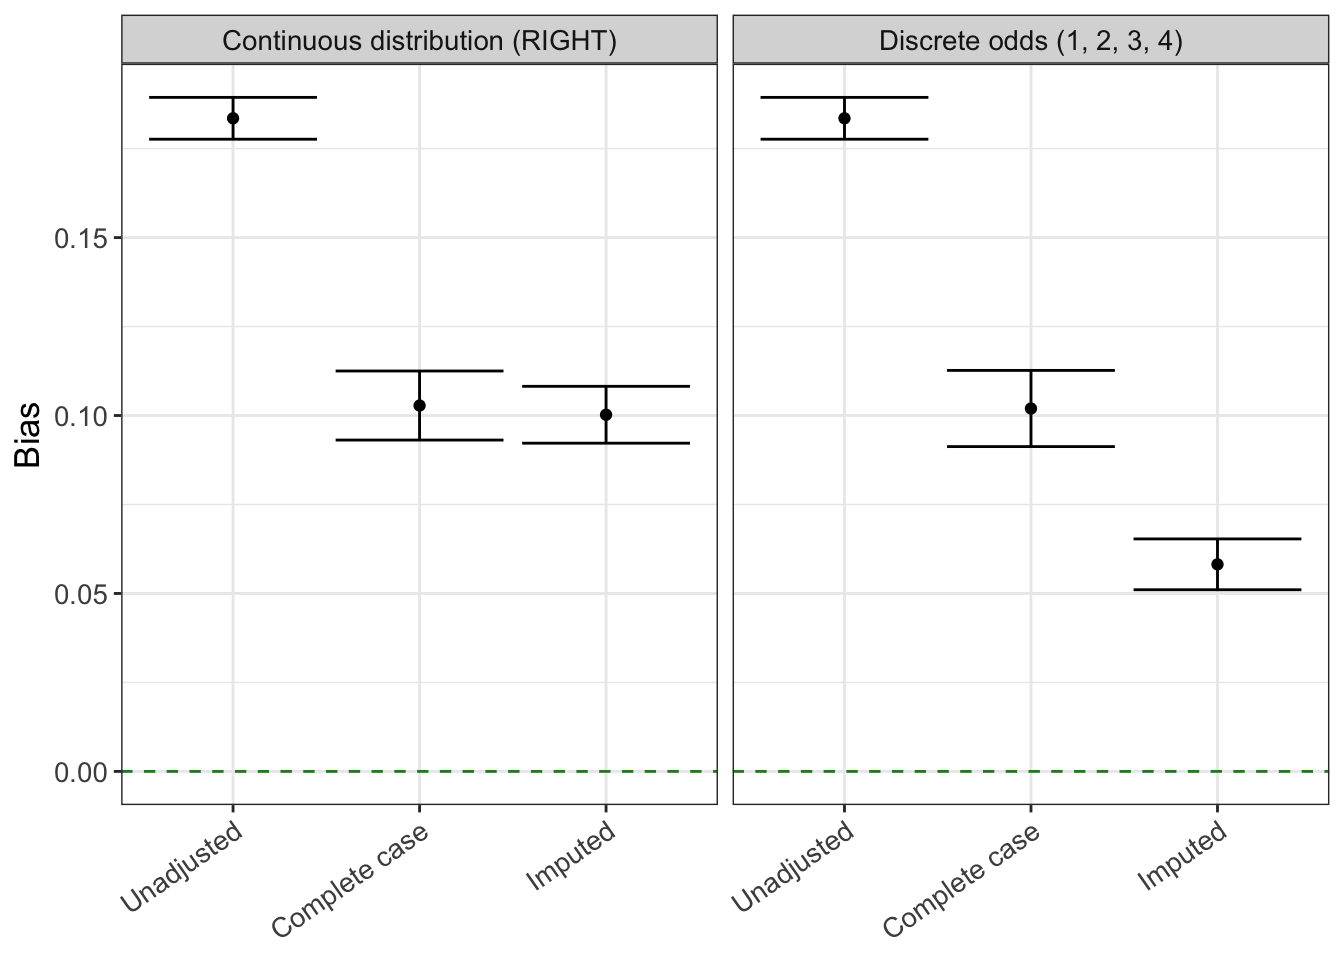 Continuous distribution (RIGHT)
Discrete odds (1, 2, 3, 4)
Bias
0.15
0.10
0.05
0.00
Unadjusted
Complete case
Imputed
Unadjusted
Complete case
Imputed